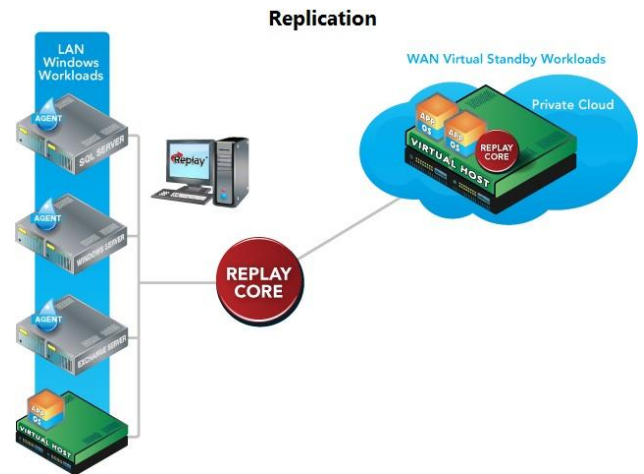 Replication
LAN
Windows
Workloads
AGENT
SQL SERVER
AGENT
WINDOWS SERVER
AGENT
EXCHANGE SERVER
APP
OS
VIRTUAL HOST
Replay
REPLAY
CORE
WAN Virtual Standby Workloads
Private Cloud
APP
OS
APP
OS
REPLAY
CORE
VIRTUAL HOST